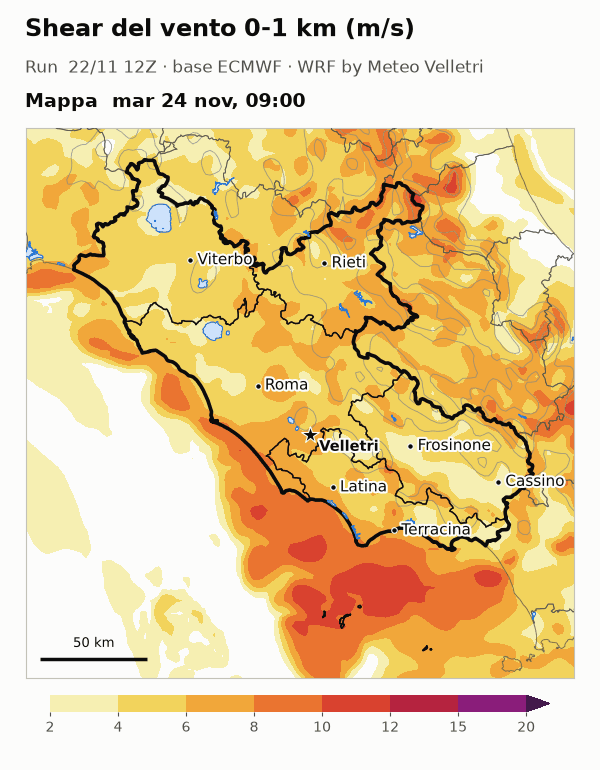 Shear del vento 0-1 km (m/s)
Run  22/11 12Z · base ECMWF · WRF by Meteo Velletri
Mappa  mar 24 nov, 09:00
Viterbo
Rieti
Roma
Velletri
Frosinone
Cassino
Latina
Terracina
50 km
2 4 6 8 10 12 15 20